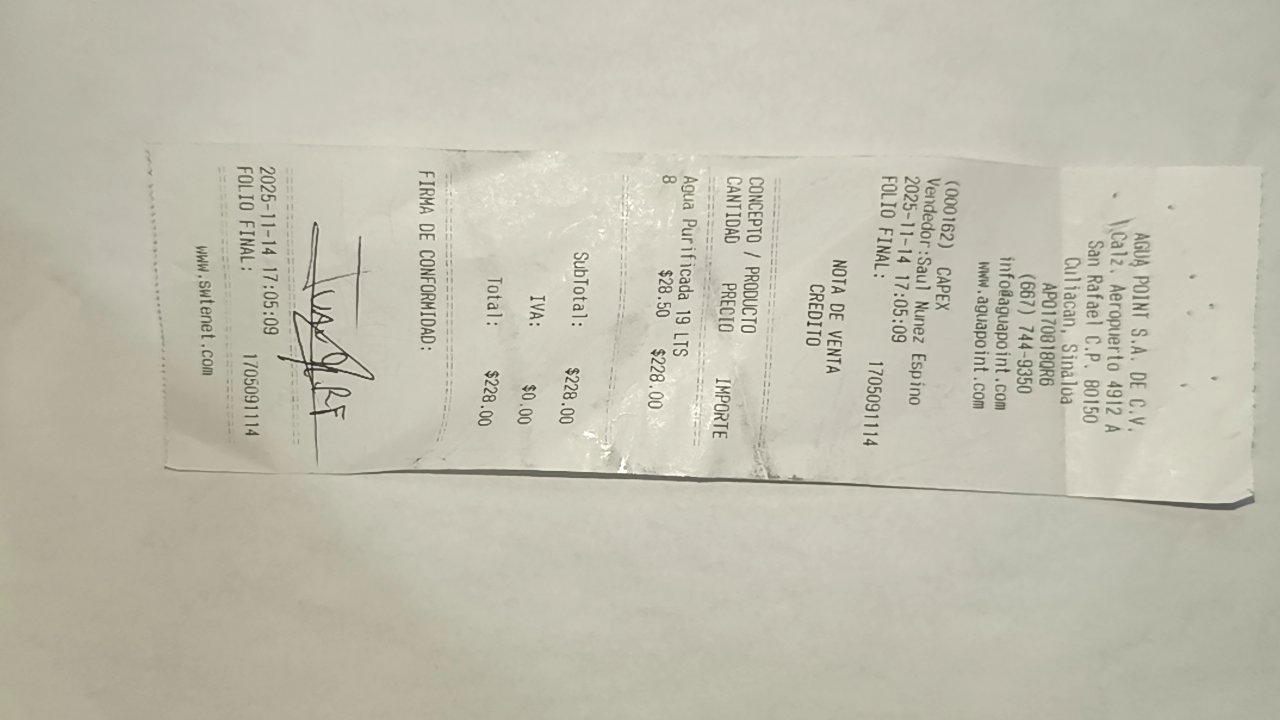 AGUA POINT S.A. DE C.V.
Calz. Aeropuerto 4912 A
San Rafael C.P. 80150
Culiacan, Sinaloa
APO170818QR6
(667) 744-9350
info@aguapoint.com
www.aguapoint.com
(000162) CAPEX
Vendedor:Saul Nunez Espino
2025-11-14 17:05:09
FOLIO FINAL: 1705091114
NOTA DE VENTA
CREDITO
CONCEPTO / PRODUCTO
CANTIDAD PRECIO IMPORTE
Agua Purificada 19 LTS
8 $28.50 $228.00
SubTotal: $228.00
IVA: $0.00
Total: $228.00
FIRMA DE CONFORMIDAD:
2025-11-14 17:05:09
FOLIO FINAL: 1705091114
www.swtenet.com